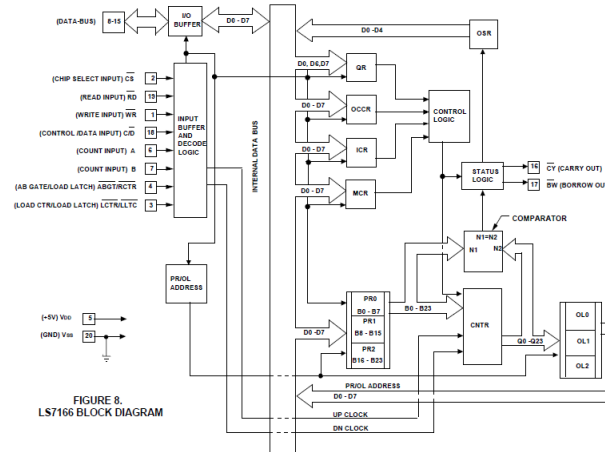 (DATA-BUS) 8-15
I/O
BUFFER
D0 - D7
D0 -D4
OSR
(CHIP SELECT INPUT) CS 2
(READ INPUT) RD 19
(WRITE INPUT) WR 1
(CONTROL /DATA INPUT) C/D 18
(COUNT INPUT) A 6
(COUNT INPUT) B 7
(AB GATE/LOAD LATCH) ABGT/RCTR 4
(LOAD CTR/LOAD LATCH) LCTR/LLTC 3
INPUT
BUFFER
AND
DECODE
LOGIC
INTERNAL DATA BUS
D0, D6,D7
QR
D0 - D7
OCCR
D0 - D7
ICR
D0 - D7
MCR
CONTROL
LOGIC
STATUS
LOGIC
16 CY (CARRY OUT)
17 BW (BORROW OUT
COMPARATOR
N1=N2
N1
N2
PR/OL
ADDRESS
(+5V) VDD 5
(GND) VSS 20
D0 -D7
PR0
B0 - B7
PR1
B8 - B15
PR2
B16 - B23
B0 - B23
CNTR
Q0 -Q23
OL0
OL1
OL2
PR/OL ADDRESS
D0 - D7
UP CLOCK
DN CLOCK
FIGURE 8.
LS7166 BLOCK DIAGRAM